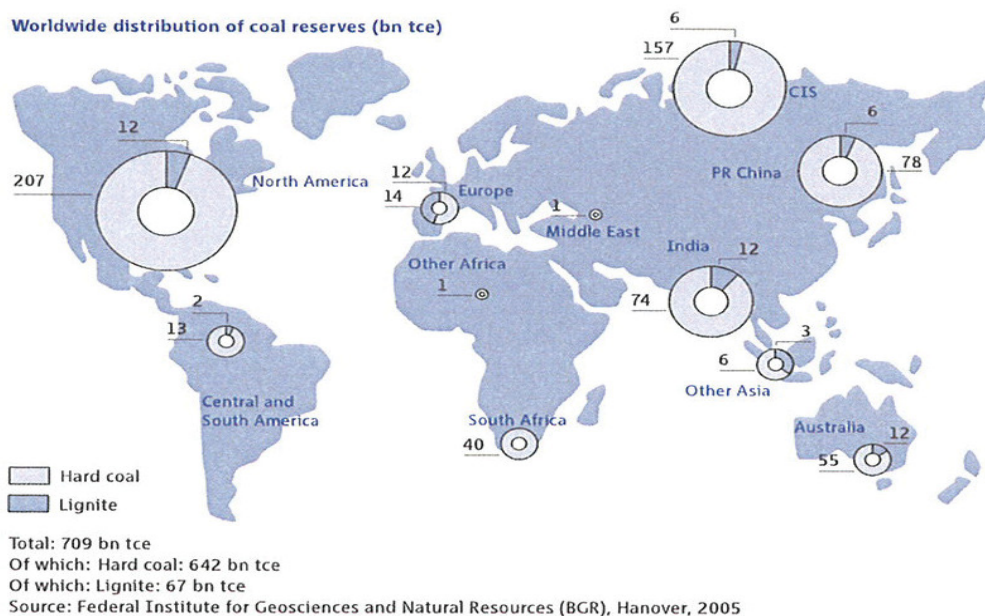 Worldwide distribution of coal reserves (bn tce)
6
157
CIS
12
207
North America
6
PR China
78
12
Europe
14
1
Middle East
India
12
74
Other Africa
1
2
13
3
6
Other Asia
Central and
South America
South Africa
40
Australia
12
55
Hard coal
Lignite
Total: 709 bn tce
Of which: Hard coal: 642 bn tce
Of which: Lignite: 67 bn tce
Source: Federal Institute for Geosciences and Natural Resources (BGR), Hanover, 2005